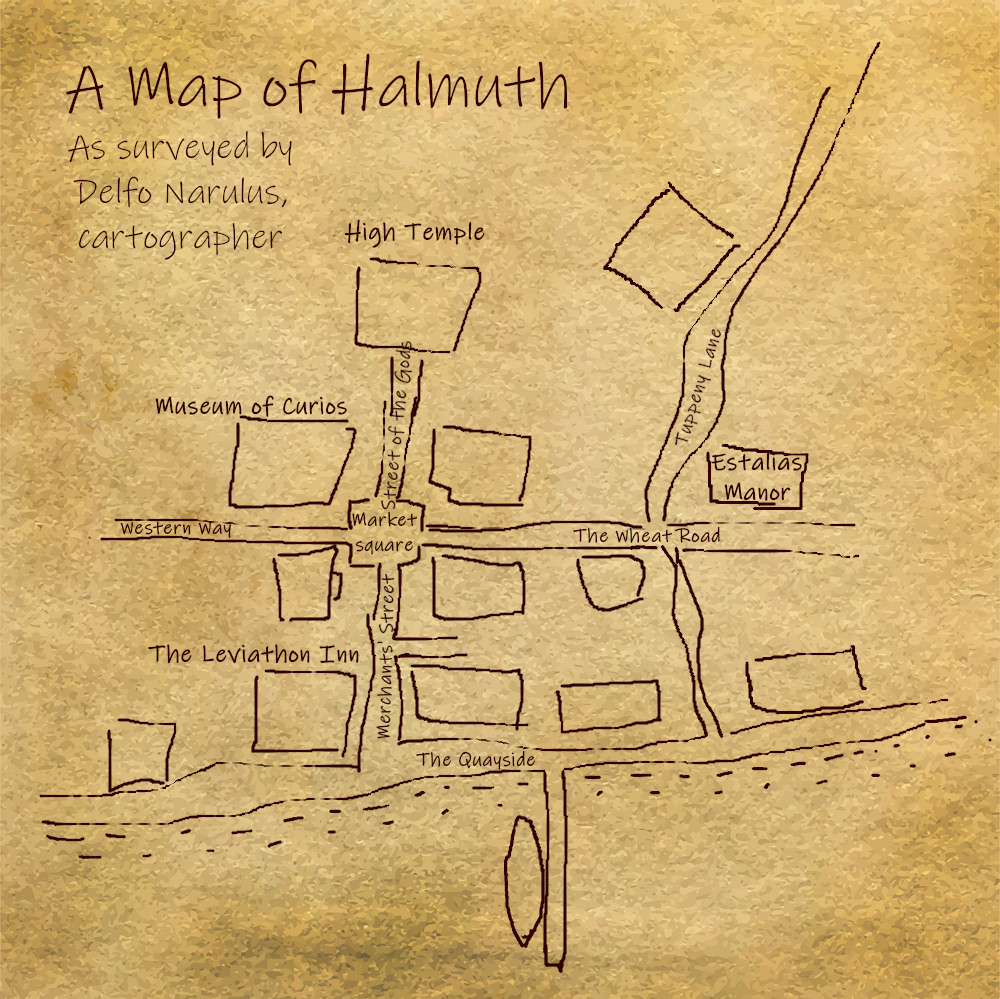 A Map of Halmuth
As surveyed by
Delfo Narulus,
cartographer
High Temple
Street of the Gods
Tuppeny Lane
Museum of Curios
Estalias
Manor
Market
square
Western Way
The Wheat Road
Merchants' Street
The Leviathon Inn
The Quayside